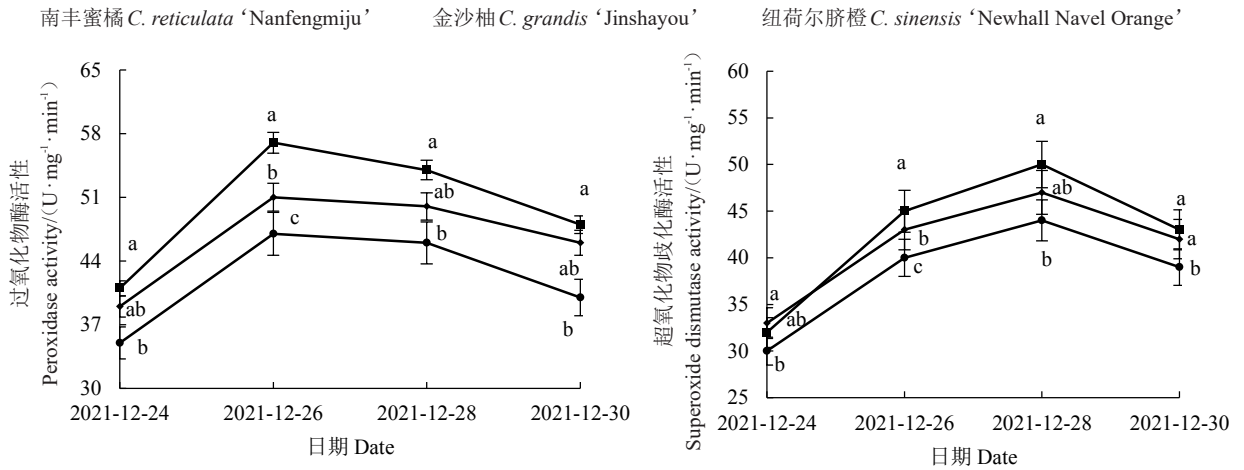 南丰蜜橘 C. reticulata ‘Nanfengmiju’ 金沙柚 C. grandis ‘Jinshayou’ 纽荷尔脐橙 C. sinensis ‘Newhall Navel Orange’
过氧化物酶活性
Peroxidase activity/(U·mg⁻¹·min⁻¹)
65
58
51
44
37
30
a
ab
b
a
b
c
a
ab
b
a
ab
b
2021-12-24 2021-12-26 2021-12-28 2021-12-30
日期 Date
超氧化物歧化酶活性
Superoxide dismutase activity/(U·mg⁻¹·min⁻¹)
60
55
50
45
40
35
30
25
a
ab
b
a
b
c
a
ab
b
a
a
b
2021-12-24 2021-12-26 2021-12-28 2021-12-30
日期 Date